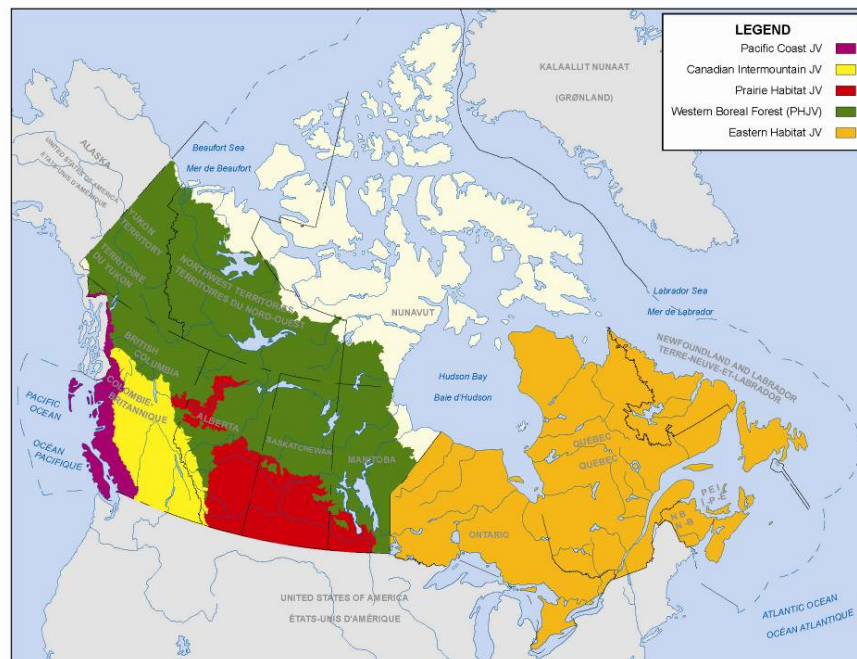 LEGEND
Pacific Coast JV
Canadian Intermountain JV
Prairie Habitat JV
Western Boreal Forest (PHJV)
Eastern Habitat JV
KALAALLIT NUNAAT
(GRØNLAND)
Beaufort Sea
Mer de Beaufort
ALASKA
UNITED STATES OF AMERICA
ÉTATS-UNIS D'AMÉRIQUE
YUKON
TERRITORY
TERRITOIRE
DU YUKON
NORTHWEST TERRITORIES
TERRITOIRES DU NORD-OUEST
NUNAVUT
Labrador Sea
Mer de Labrador
NEWFOUNDLAND AND LABRADOR
TERRE-NEUVE-ET-LABRADOR
BRITISH
COLUMBIA
COLOMBIE-
BRITANNIQUE
Hudson Bay
Baie d'Hudson
PACIFIC
OCEAN
OCÉAN
PACIFIQUE
ALBERTA
SASKATCHEWAN
MANITOBA
QUEBEC
QUÉBEC
ONTARIO
P E I
I-P-E
N B
N-B
UNITED STATES OF AMERICA
ÉTATS-UNIS D'AMÉRIQUE
ATLANTIC OCEAN
OCÉAN ATLANTIQUE